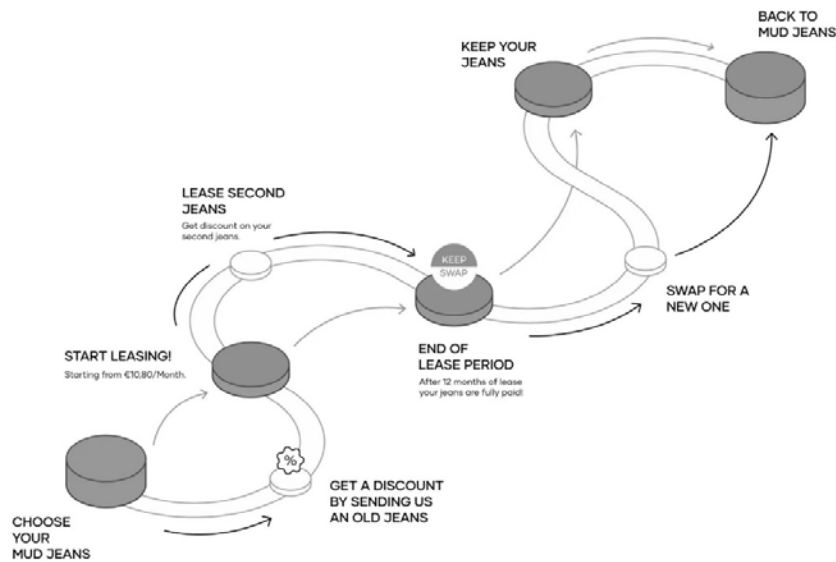 BACK TO
MUD JEANS
KEEP YOUR
JEANS
LEASE SECOND
JEANS
Get discount on your
second jeans.
KEEP
SWAP
SWAP FOR A
NEW ONE
START LEASING!
Starting from €10,80/Month.
END OF
LEASE PERIOD
After 12 months of lease
your jeans are fully paid!
%
GET A DISCOUNT
BY SENDING US
AN OLD JEANS
CHOOSE
YOUR
MUD JEANS